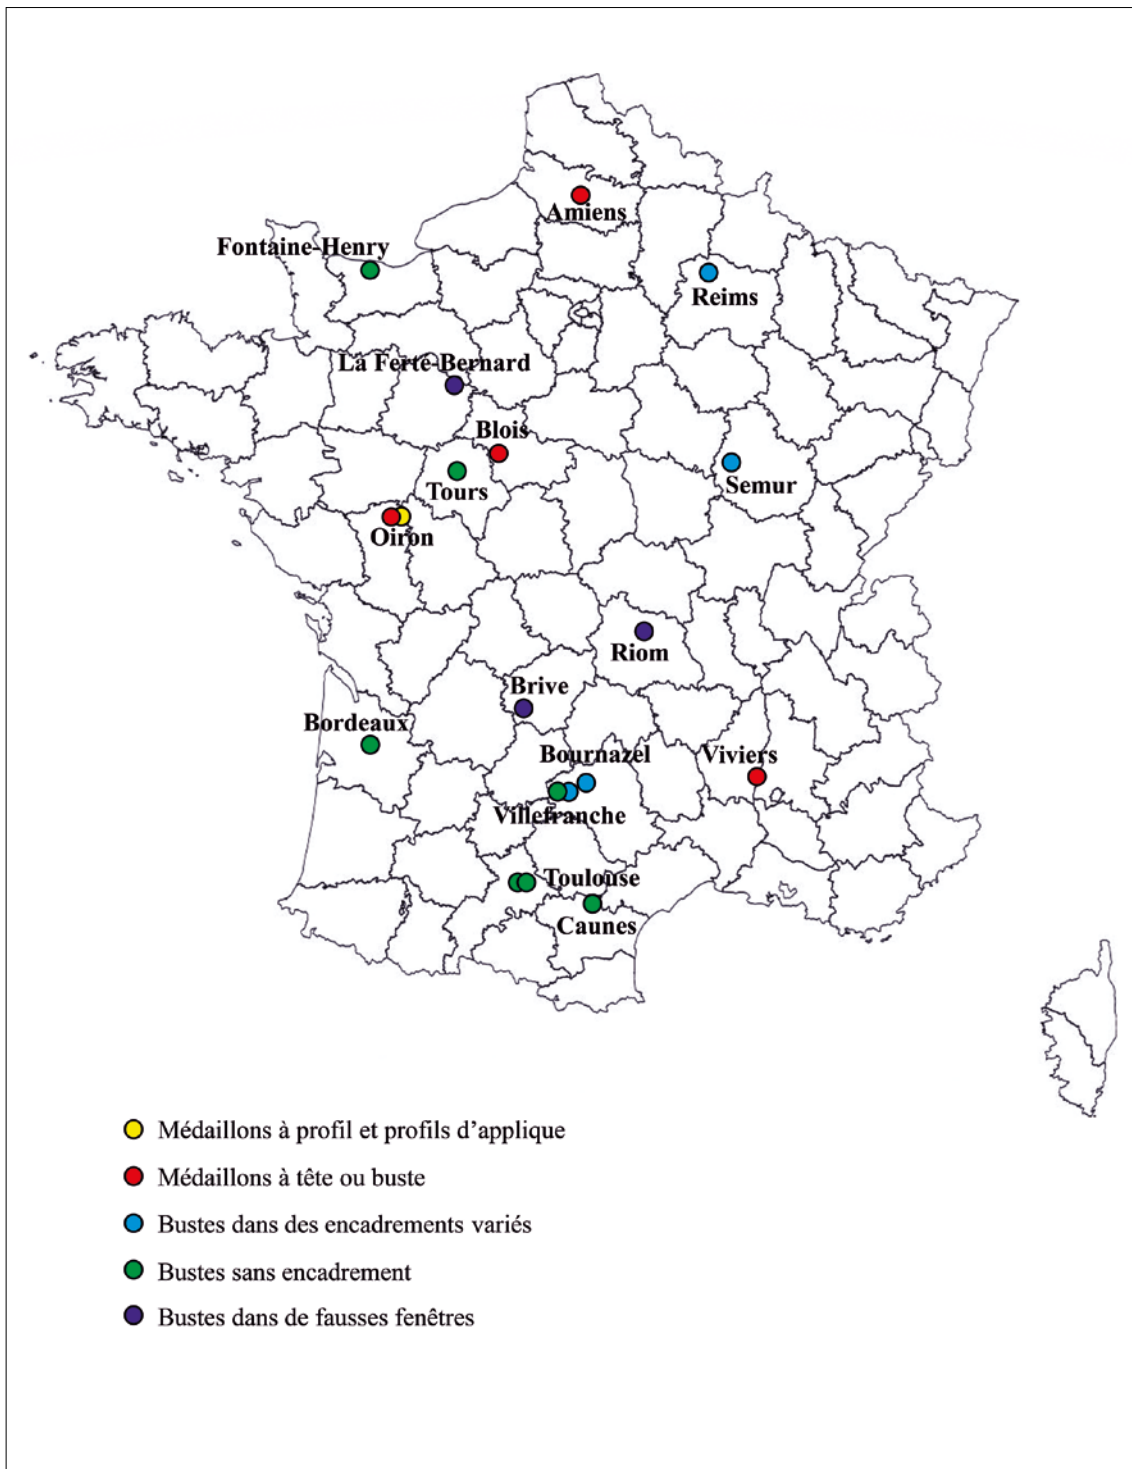 Amiens
Fontaine-Henry
Reims
La Ferté-Bernard
Blois
Tours
Semur
Oiron
Riom
Brive
Bordeaux
Bournazel
Viviers
Villefranche
Toulouse
Caunes
Médaillons à profil et profils d’applique
Médaillons à tête ou buste
Bustes dans des encadrements variés
Bustes sans encadrement
Bustes dans de fausses fenêtres